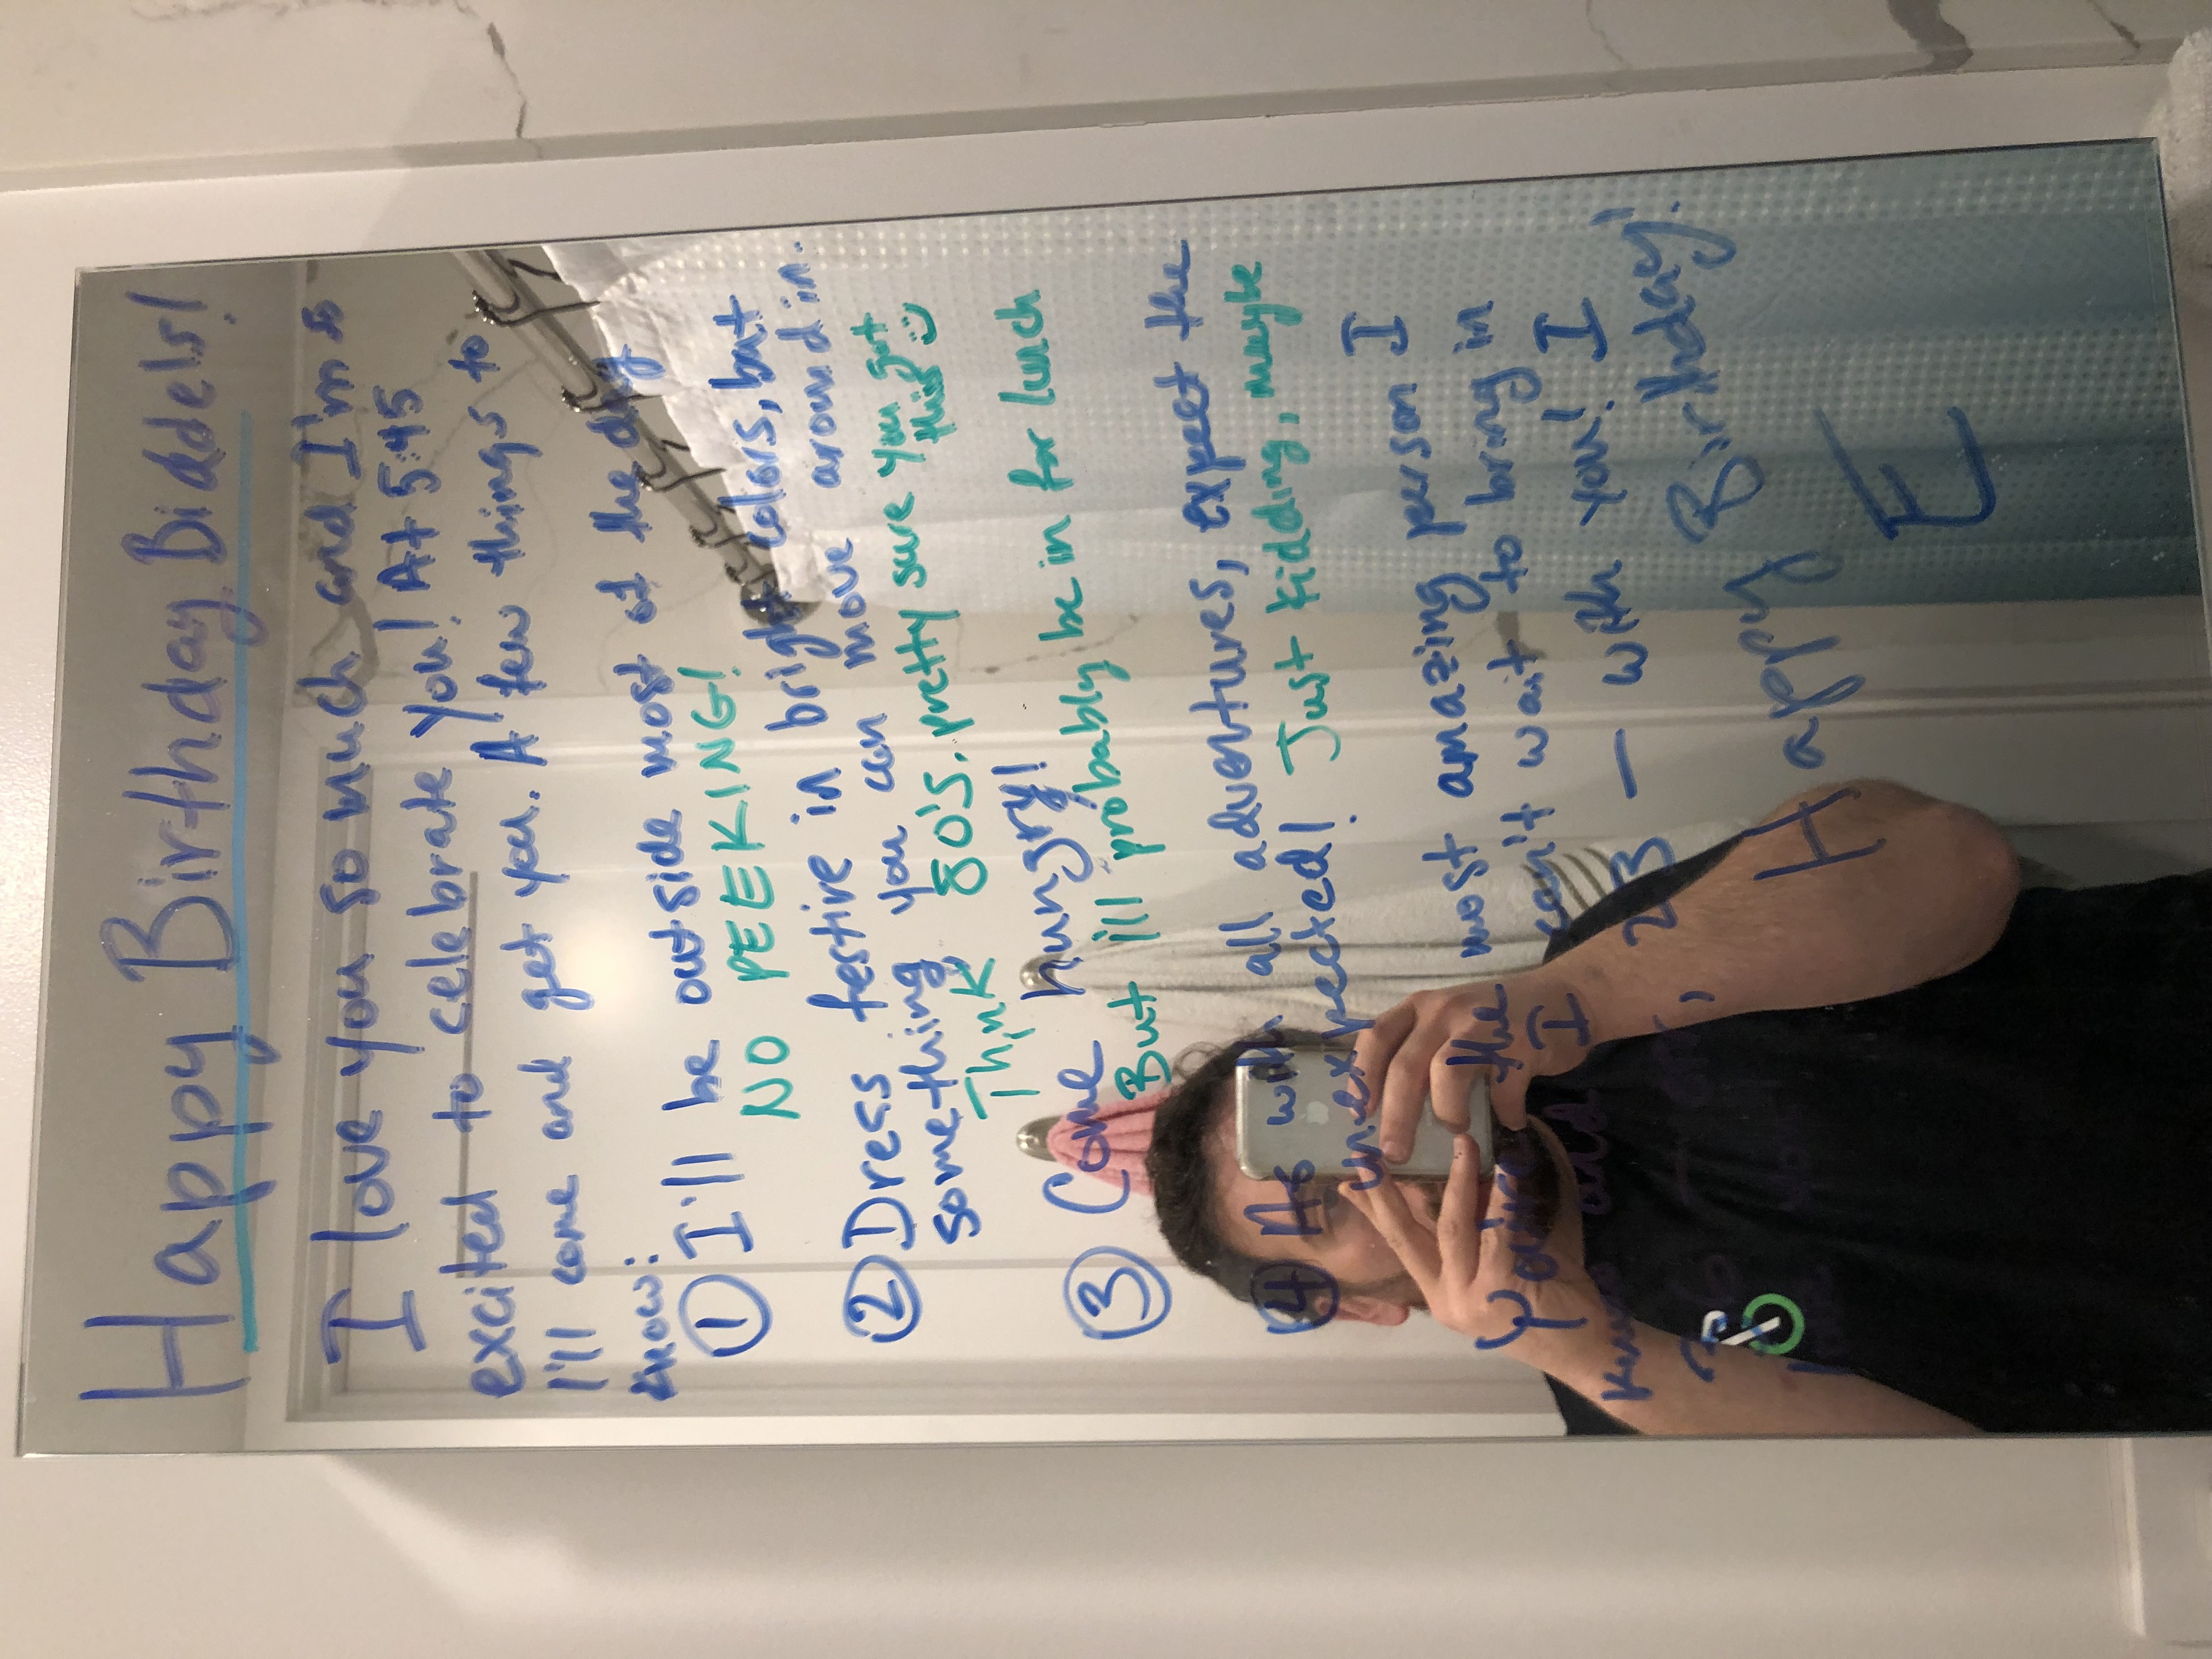 Happy Birthday Biddels!
I love you so much and I'm so
excited to celebrate you! At 5:45
I'll come and get you. A few things to
know:
① I'll be outside most of the day
NO PEEKING!
② Dress festive in bright colors, but
something you can move around in.
Think 80's. pretty sure you got
this
③ Come hungry!
But i'll probably be in for lunch
④ As with all adventures, expect the
unexpected! Just kidding, maybe
You're the most amazing person I
know and I can't wait to bring in
23 — with you! I
love you
Happy Birthday!
E